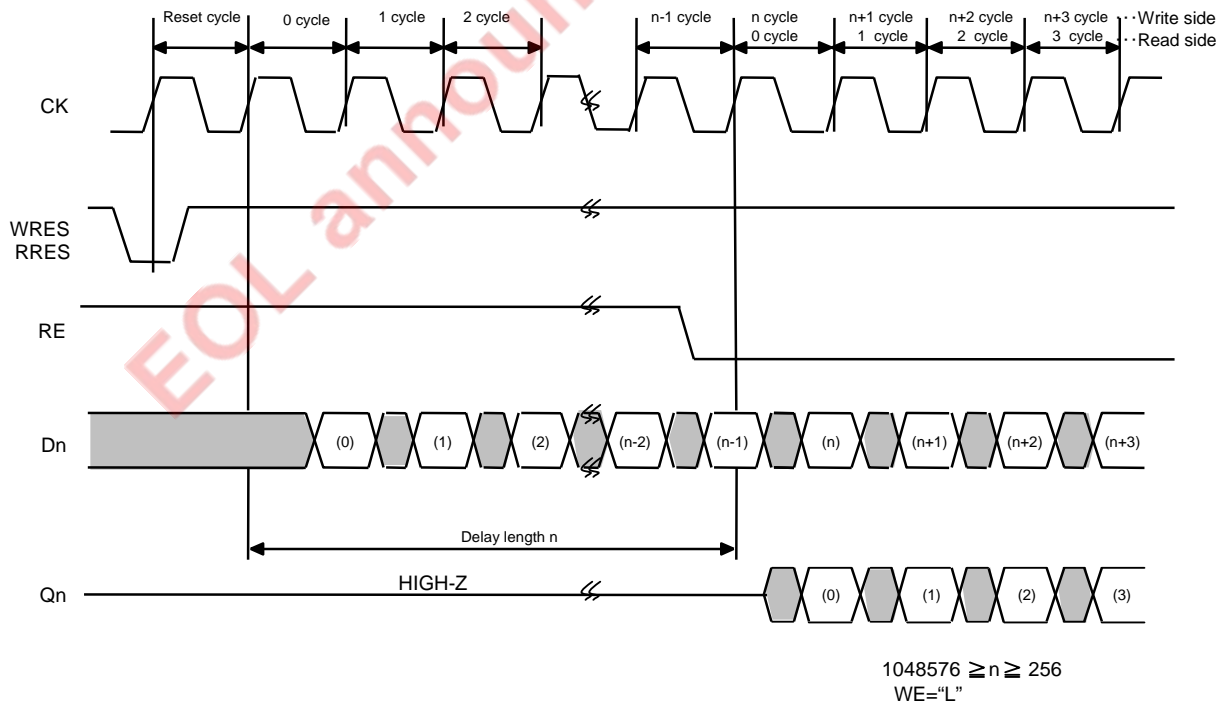 Reset cycle 0 cycle 1 cycle 2 cycle n-1 cycle n cycle n+1 cycle n+2 cycle n+3 cycle ···Write side
0 cycle 1 cycle 2 cycle 3 cycle ···Read side
CK
WRES
RRES
RE
Dn (0) (1) (2) (n-2) (n-1) (n) (n+1) (n+2) (n+3)
Delay length n
HIGH-Z
Qn (0) (1) (2) (3)
1048576 ≧ n ≧ 256
WE=“L”
EOL announ